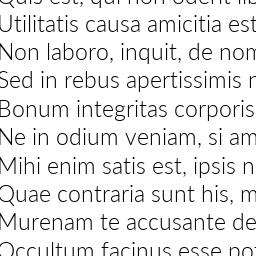 Quis est, qui non oderit lib
Utilitatis causa amicitia est
Non laboro, inquit, de nom
Sed in rebus apertissimis n
Bonum integritas corporis
Ne in odium veniam, si am
Mihi enim satis est, ipsis n
Quae contraria sunt his, m
Murenam te accusante de
Occultum facinus esse pot